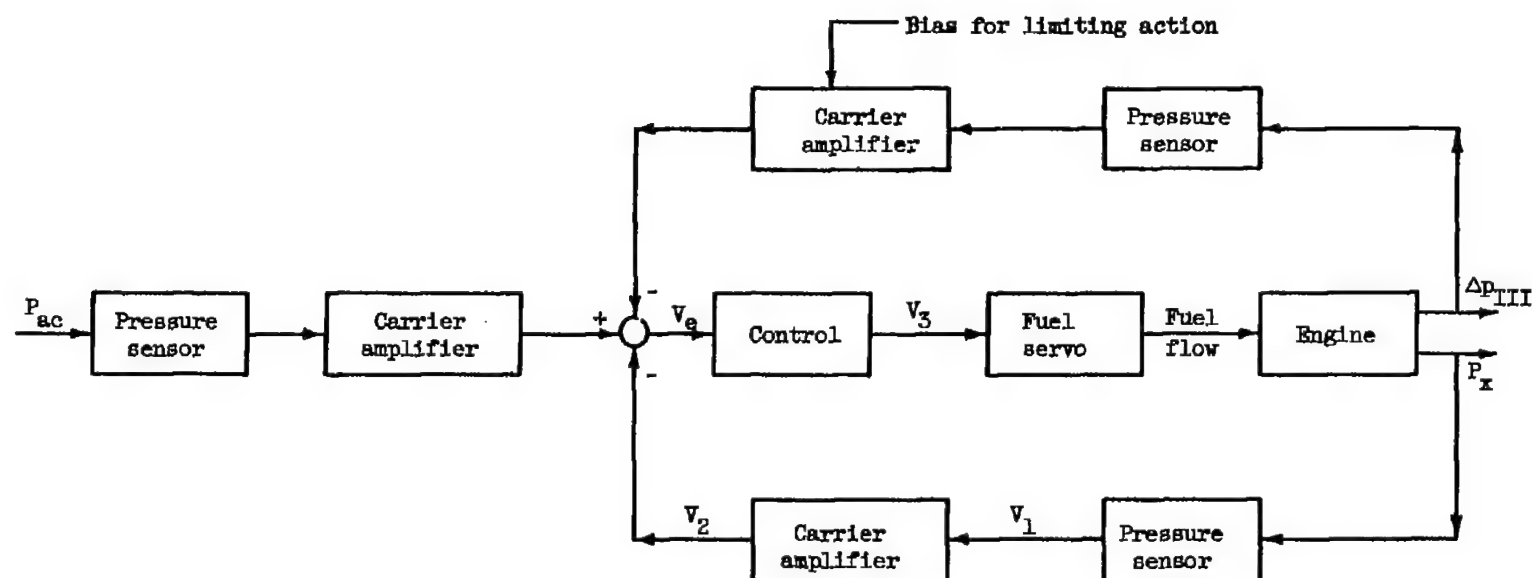 Bias for limiting action
Carrier
amplifier
Pressure
sensor
P_ac
Pressure
sensor
Carrier
amplifier
+
-
-
V_e
Control
V_3
Fuel
servo
Fuel
flow
Engine
Δp_III
P_x
V_2
Carrier
amplifier
V_1
Pressure
sensor